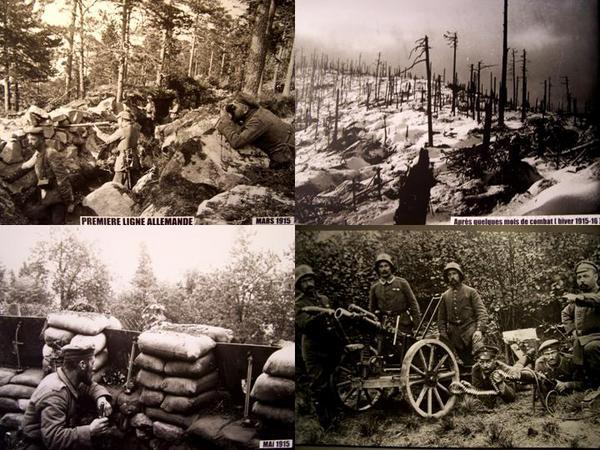 PREMIERE LIGNE ALLEMANDE
MARS 1915
Après quelques mois de combat ( hiver 1915-16 )
MAI 1915